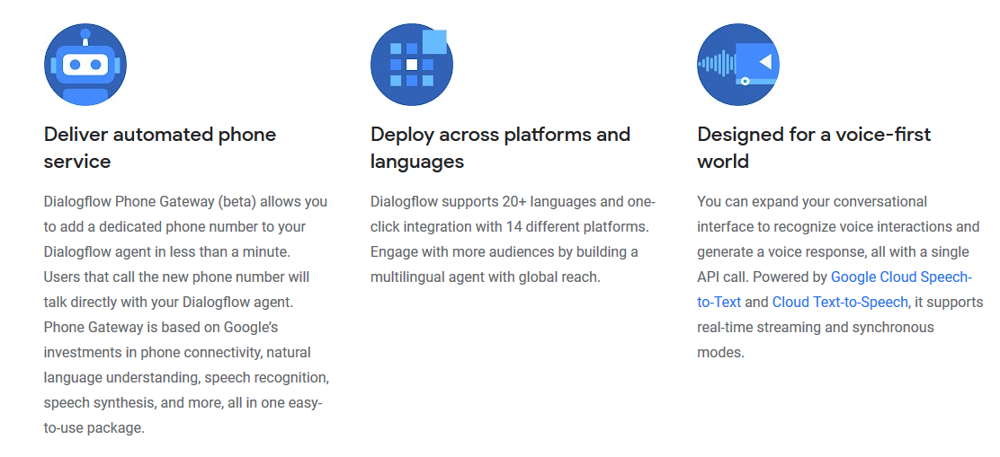 Deliver automated phone
service
Dialogflow Phone Gateway (beta) allows you
to add a dedicated phone number to your
Dialogflow agent in less than a minute.
Users that call the new phone number will
talk directly with your Dialogflow agent.
Phone Gateway is based on Google’s
investments in phone connectivity, natural
language understanding, speech recognition,
speech synthesis, and more, all in one easy-
to-use package.
Deploy across platforms and
languages
Dialogflow supports 20+ languages and one-
click integration with 14 different platforms.
Engage with more audiences by building a
multilingual agent with global reach.
Designed for a voice-first
world
You can expand your conversational
interface to recognize voice interactions and
generate a voice response, all with a single
API call. Powered by Google Cloud Speech-
to-Text and Cloud Text-to-Speech, it supports
real-time streaming and synchronous
modes.